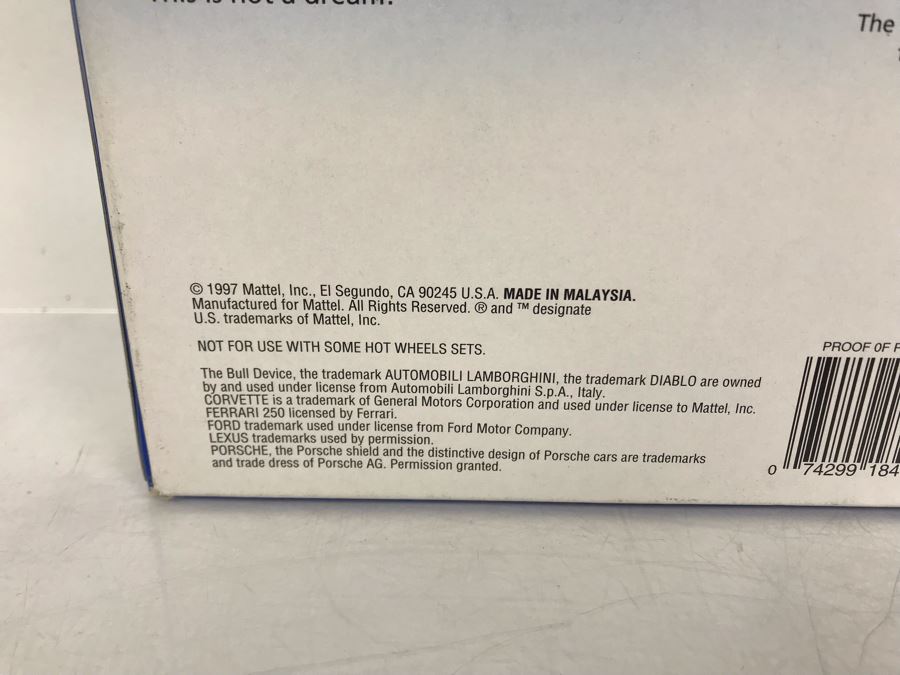 This is not a dream.
The
© 1997 Mattel, Inc., El Segundo, CA 90245 U.S.A. MADE IN MALAYSIA.
Manufactured for Mattel. All Rights Reserved. ® and ™ designate
U.S. trademarks of Mattel, Inc.
NOT FOR USE WITH SOME HOT WHEELS SETS.
The Bull Device, the trademark AUTOMOBILI LAMBORGHINI, the trademark DIABLO are owned
by and used under license from Automobili Lamborghini S.p.A., Italy.
CORVETTE is a trademark of General Motors Corporation and used under license to Mattel, Inc.
FERRARI 250 licensed by Ferrari.
FORD trademark used under license from Ford Motor Company.
LEXUS trademarks used by permission.
PORSCHE, the Porsche shield and the distinctive design of Porsche cars are trademarks
and trade dress of Porsche AG. Permission granted.
PROOF OF
0 74299 184